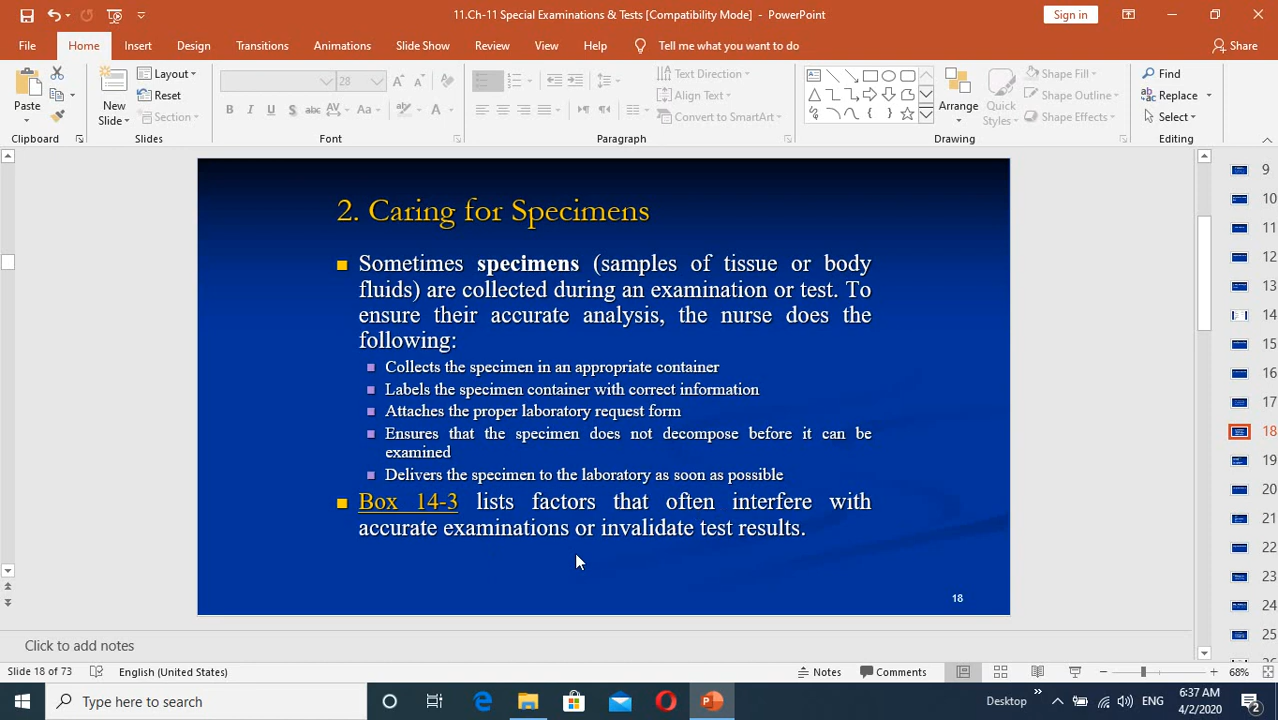 11.Ch-11 Special Examinations & Tests [Compatibility Mode] - PowerPoint
Sign in
File Home Insert Design Transitions Animations Slide Show Review View Help Tell me what you want to do Share
Paste
Clipboard
New Slide
Layout
Reset
Section
Slides
28
B I U S abc AV Aa A
Font
Text Direction
Align Text
Convert to SmartArt
Paragraph
Arrange
Quick Styles
Shape Fill
Shape Outline
Shape Effects
Drawing
Find
Replace
Select
Editing
2. Caring for Specimens
Sometimes specimens (samples of tissue or body
fluids) are collected during an examination or test. To
ensure their accurate analysis, the nurse does the
following:
Collects the specimen in an appropriate container
Labels the specimen container with correct information
Attaches the proper laboratory request form
Ensures that the specimen does not decompose before it can be
examined
Delivers the specimen to the laboratory as soon as possible
Box 14-3 lists factors that often interfere with
accurate examinations or invalidate test results.
18
9
10
11
12
13
14
15
16
17
18
19
20
21
22
23
24
25
Click to add notes
Slide 18 of 73 English (United States) Notes Comments 68%
Type here to search
Desktop
ENG
6:37 AM
4/2/2020
2